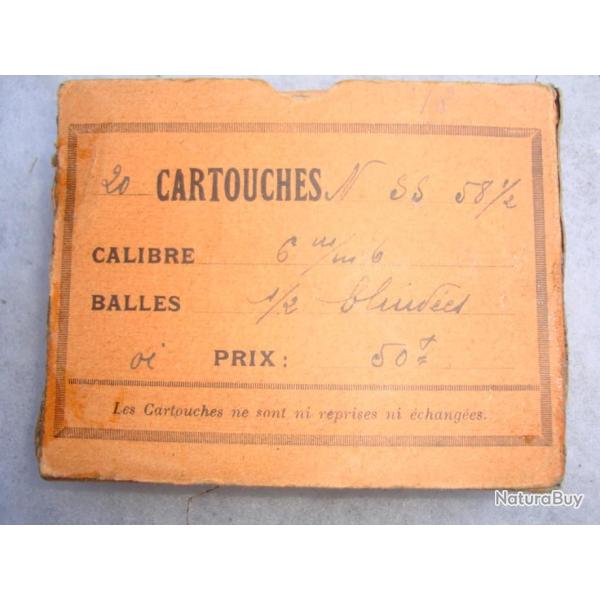 20 CARTOUCHES N SS 58 1/2
CALIBRE 6 m/m 6
BALLES 1/2 blindées
oi PRIX : 50 f
Les Cartouches ne sont ni reprises ni échangées.
NaturaBuy